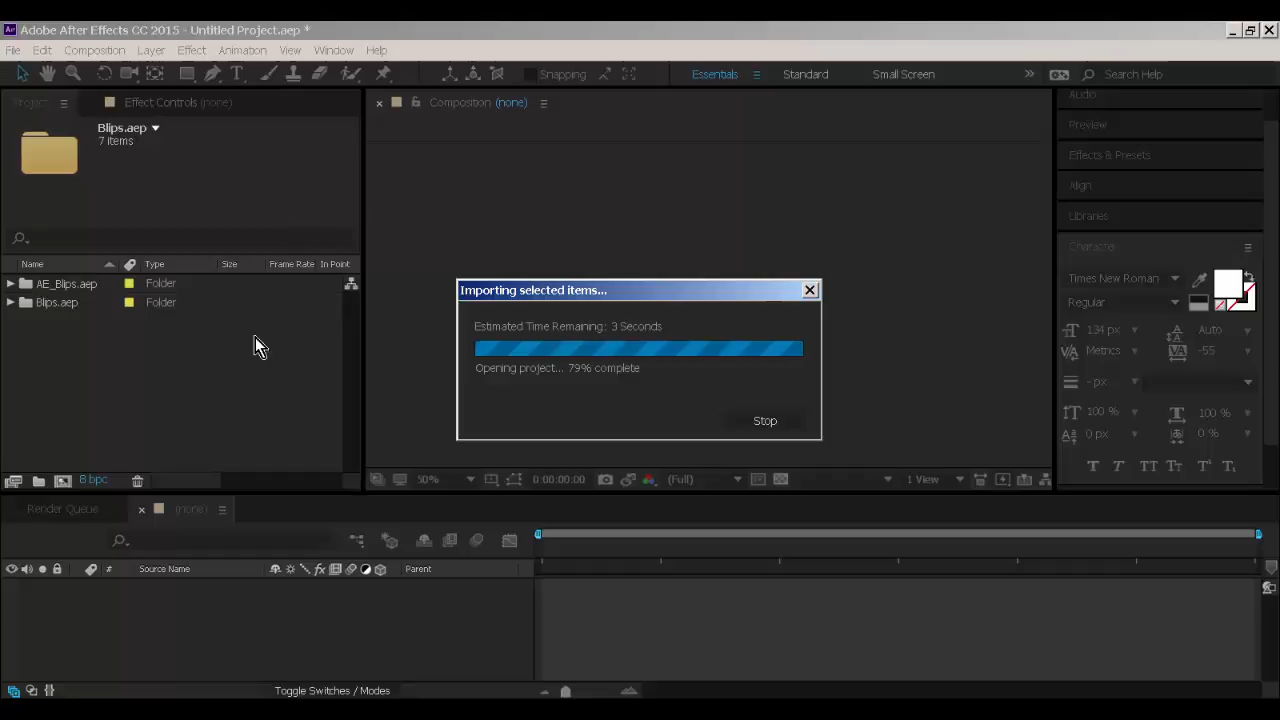 Adobe After Effects CC 2015 - Untitled Project.aep *
File Edit Composition Layer Effect Animation View Window Help
Snapping Essentials Standard Small Screen Search Help
Project Effect Controls (none)
Composition (none)
Audio
Blips.aep
7 items
Preview
Effects & Presets
Align
Libraries
Character
Name Type Size Frame Rate In Point
AE_Blips.aep Folder
Blips.aep Folder
Importing selected items...
Estimated Time Remaining: 3 Seconds
Opening project... 79% complete
Stop
Times New Roman
Regular
134 px Auto
Metrics -55
- px
100 % 100 %
0 px 0 %
8 bpc
50% 0:00:00:00 (Full) 1 View
Render Queue (none)
# Source Name Parent
Toggle Switches / Modes